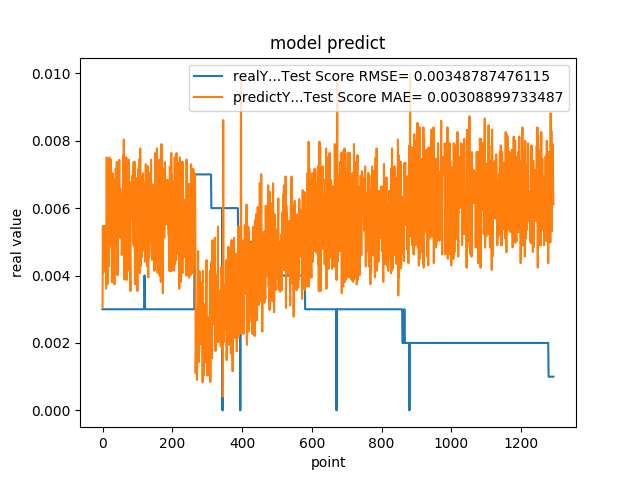 model predict
realY...Test Score RMSE= 0.00348787476115
predictY...Test Score MAE= 0.00308899733487
0.010
0.008
0.006
0.004
0.002
0.000
real value
0 200 400 600 800 1000 1200
point